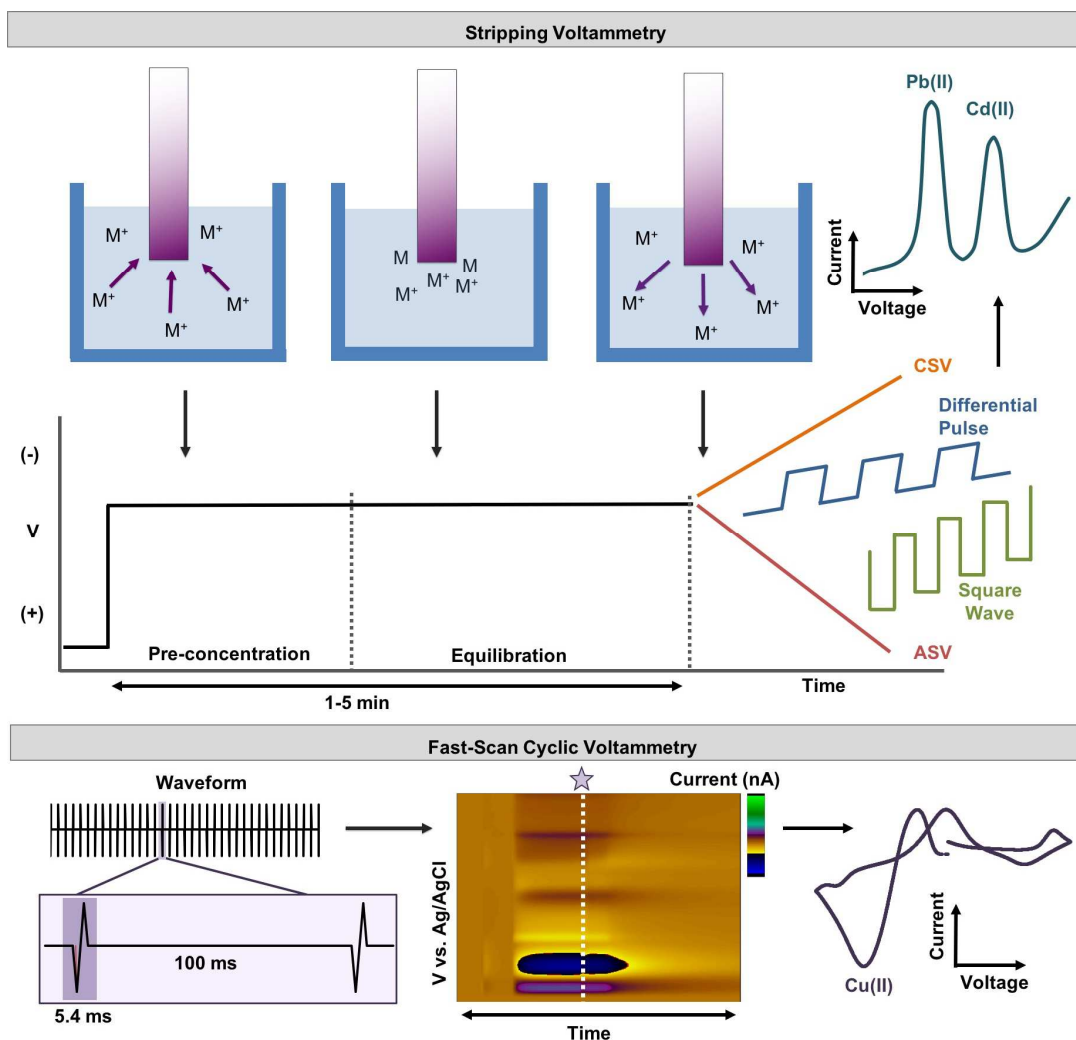 Stripping Voltammetry
Pb(II)
Cd(II)
M⁺
M⁺
M⁺
M⁺
M⁺
M
M
M⁺
M⁺
M⁺
M⁺
M⁺
M⁺
M⁺
M⁺
Current
Voltage
CSV
Differential
Pulse
(-)
V
(+)
Square
Wave
ASV
Pre-concentration
Equilibration
Time
1-5 min
Fast-Scan Cyclic Voltammetry
Waveform
Current (nA)
V vs. Ag/AgCl
100 ms
5.4 ms
Time
Cu(II)
Current
Voltage